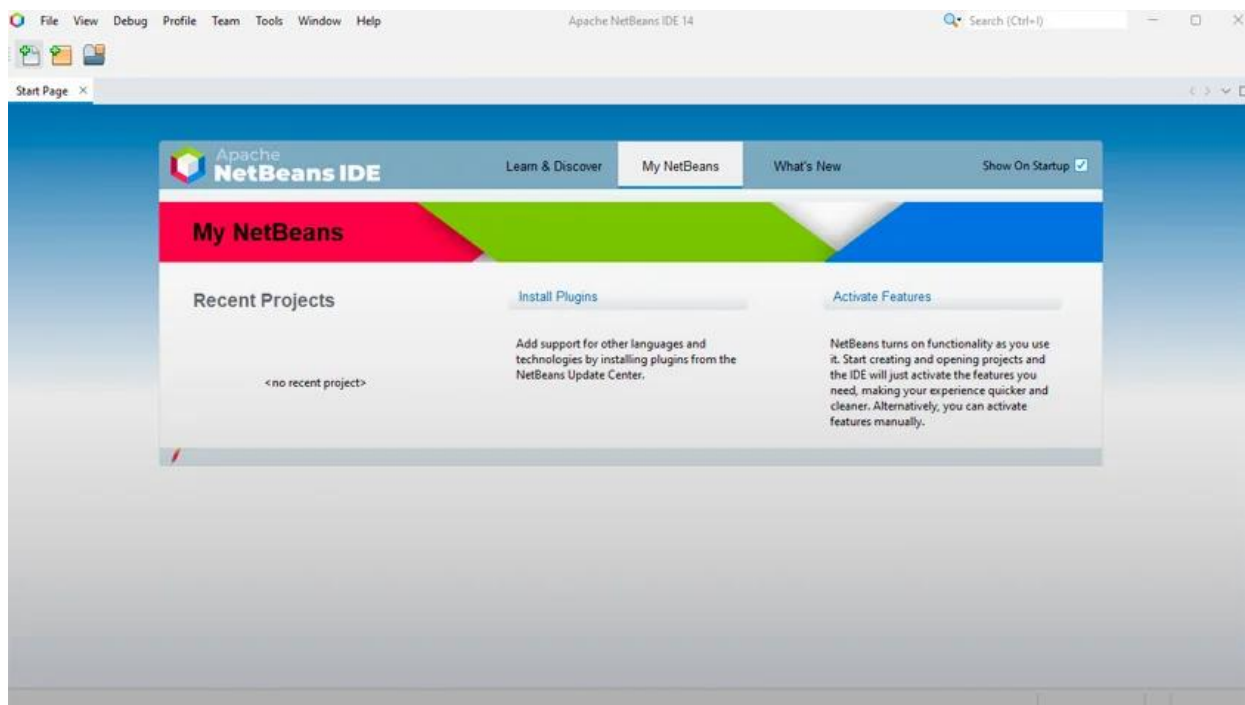 File View Debug Profile Team Tools Window Help
Apache NetBeans IDE 14
Search (Ctrl+I)
Start Page
Apache
NetBeans IDE
Learn & Discover
My NetBeans
What's New
Show On Startup
My NetBeans
Recent Projects
<no recent project>
Install Plugins
Add support for other languages and
technologies by installing plugins from the
NetBeans Update Center.
Activate Features
NetBeans turns on functionality as you use
it. Start creating and opening projects and
the IDE will just activate the features you
need, making your experience quicker and
cleaner. Alternatively, you can activate
features manually.